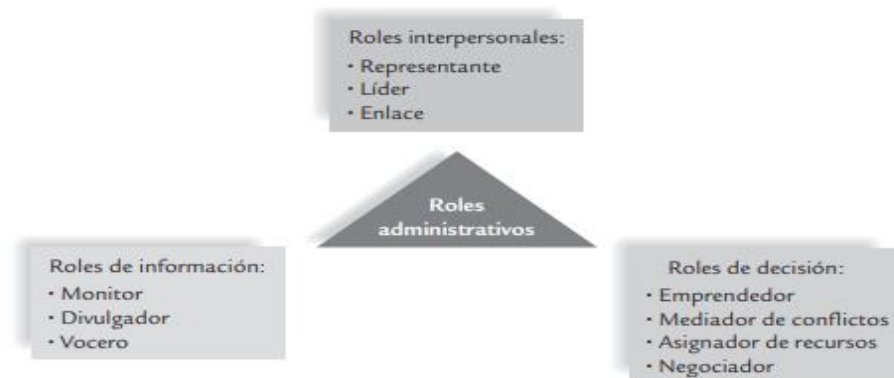 Roles interpersonales:
· Representante
· Líder
· Enlace
Roles
administrativos
Roles de información:
· Monitor
· Divulgador
· Vocero
Roles de decisión:
· Emprendedor
· Mediador de conflictos
· Asignador de recursos
· Negociador